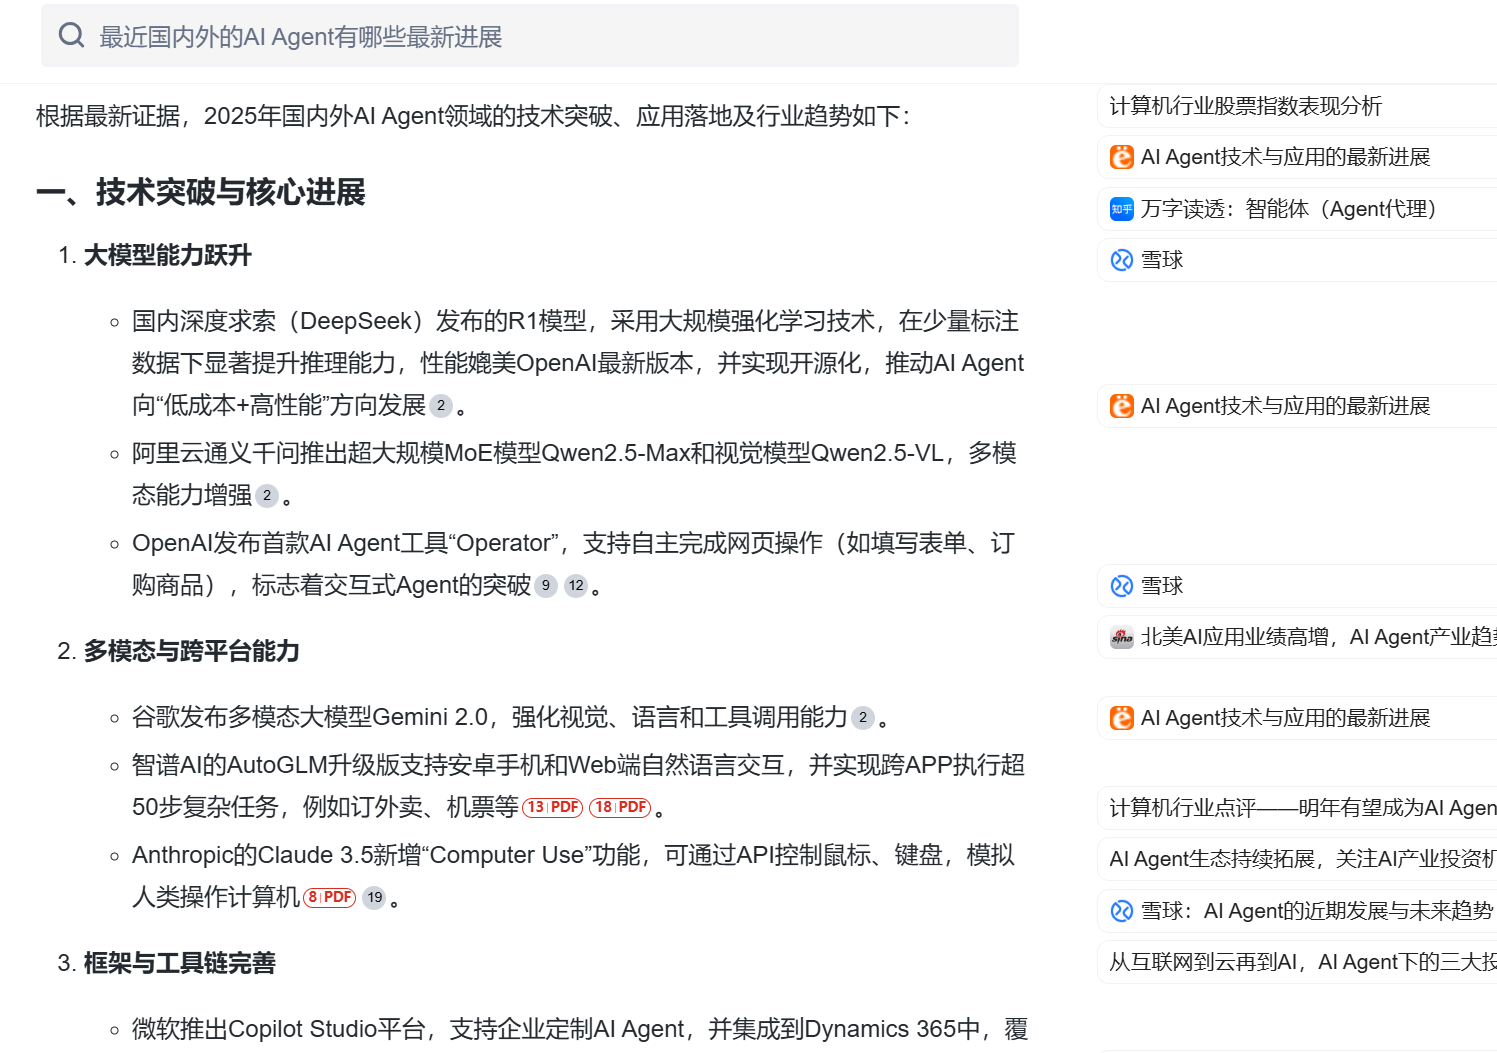 最近国内外的AI Agent有哪些最新进展
根据最新证据，2025年国内外AI Agent领域的技术突破、应用落地及行业趋势如下：
一、技术突破与核心进展
1. 大模型能力跃升
国内深度求索（DeepSeek）发布的R1模型，采用大规模强化学习技术，在少量标注
数据下显著提升推理能力，性能媲美OpenAI最新版本，并实现开源化，推动AI Agent
向“低成本+高性能”方向发展 2 。
阿里云通义千问推出超大规模MoE模型Qwen2.5-Max和视觉模型Qwen2.5-VL，多模
态能力增强 2 。
OpenAI发布首款AI Agent工具“Operator”，支持自主完成网页操作（如填写表单、订
购商品），标志着交互式Agent的突破 9 12 。
2. 多模态与跨平台能力
谷歌发布多模态大模型Gemini 2.0，强化视觉、语言和工具调用能力 2 。
智谱AI的AutoGLM升级版支持安卓手机和Web端自然语言交互，并实现跨APP执行超
50步复杂任务，例如订外卖、机票等 13 | PDF 18 | PDF 。
Anthropic的Claude 3.5新增“Computer Use”功能，可通过API控制鼠标、键盘，模拟
人类操作计算机 8 | PDF 19 。
3. 框架与工具链完善
微软推出Copilot Studio平台，支持企业定制AI Agent，并集成到Dynamics 365中，覆
计算机行业股票指数表现分析
AI Agent技术与应用的最新进展
知乎 万字读透：智能体（Agent代理）
雪球
AI Agent技术与应用的最新进展
雪球
sina 北美AI应用业绩高增，AI Agent产业趋
AI Agent技术与应用的最新进展
计算机行业点评——明年有望成为AI Agen
AI Agent生态持续拓展，关注AI产业投资机
雪球：AI Agent的近期发展与未来趋势
从互联网到云再到AI，AI Agent下的三大投